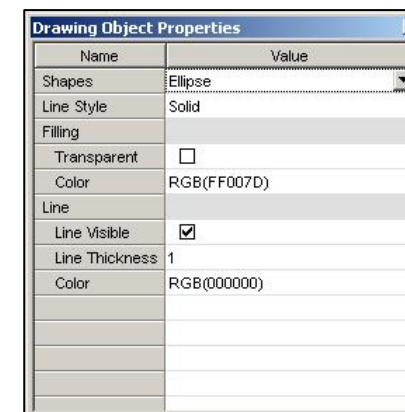 Drawing Object Properties
Name Value
Shapes Ellipse
Line Style Solid
Filling
Transparent
Color RGB(FF007D)
Line
Line Visible
Line Thickness 1
Color RGB(000000)